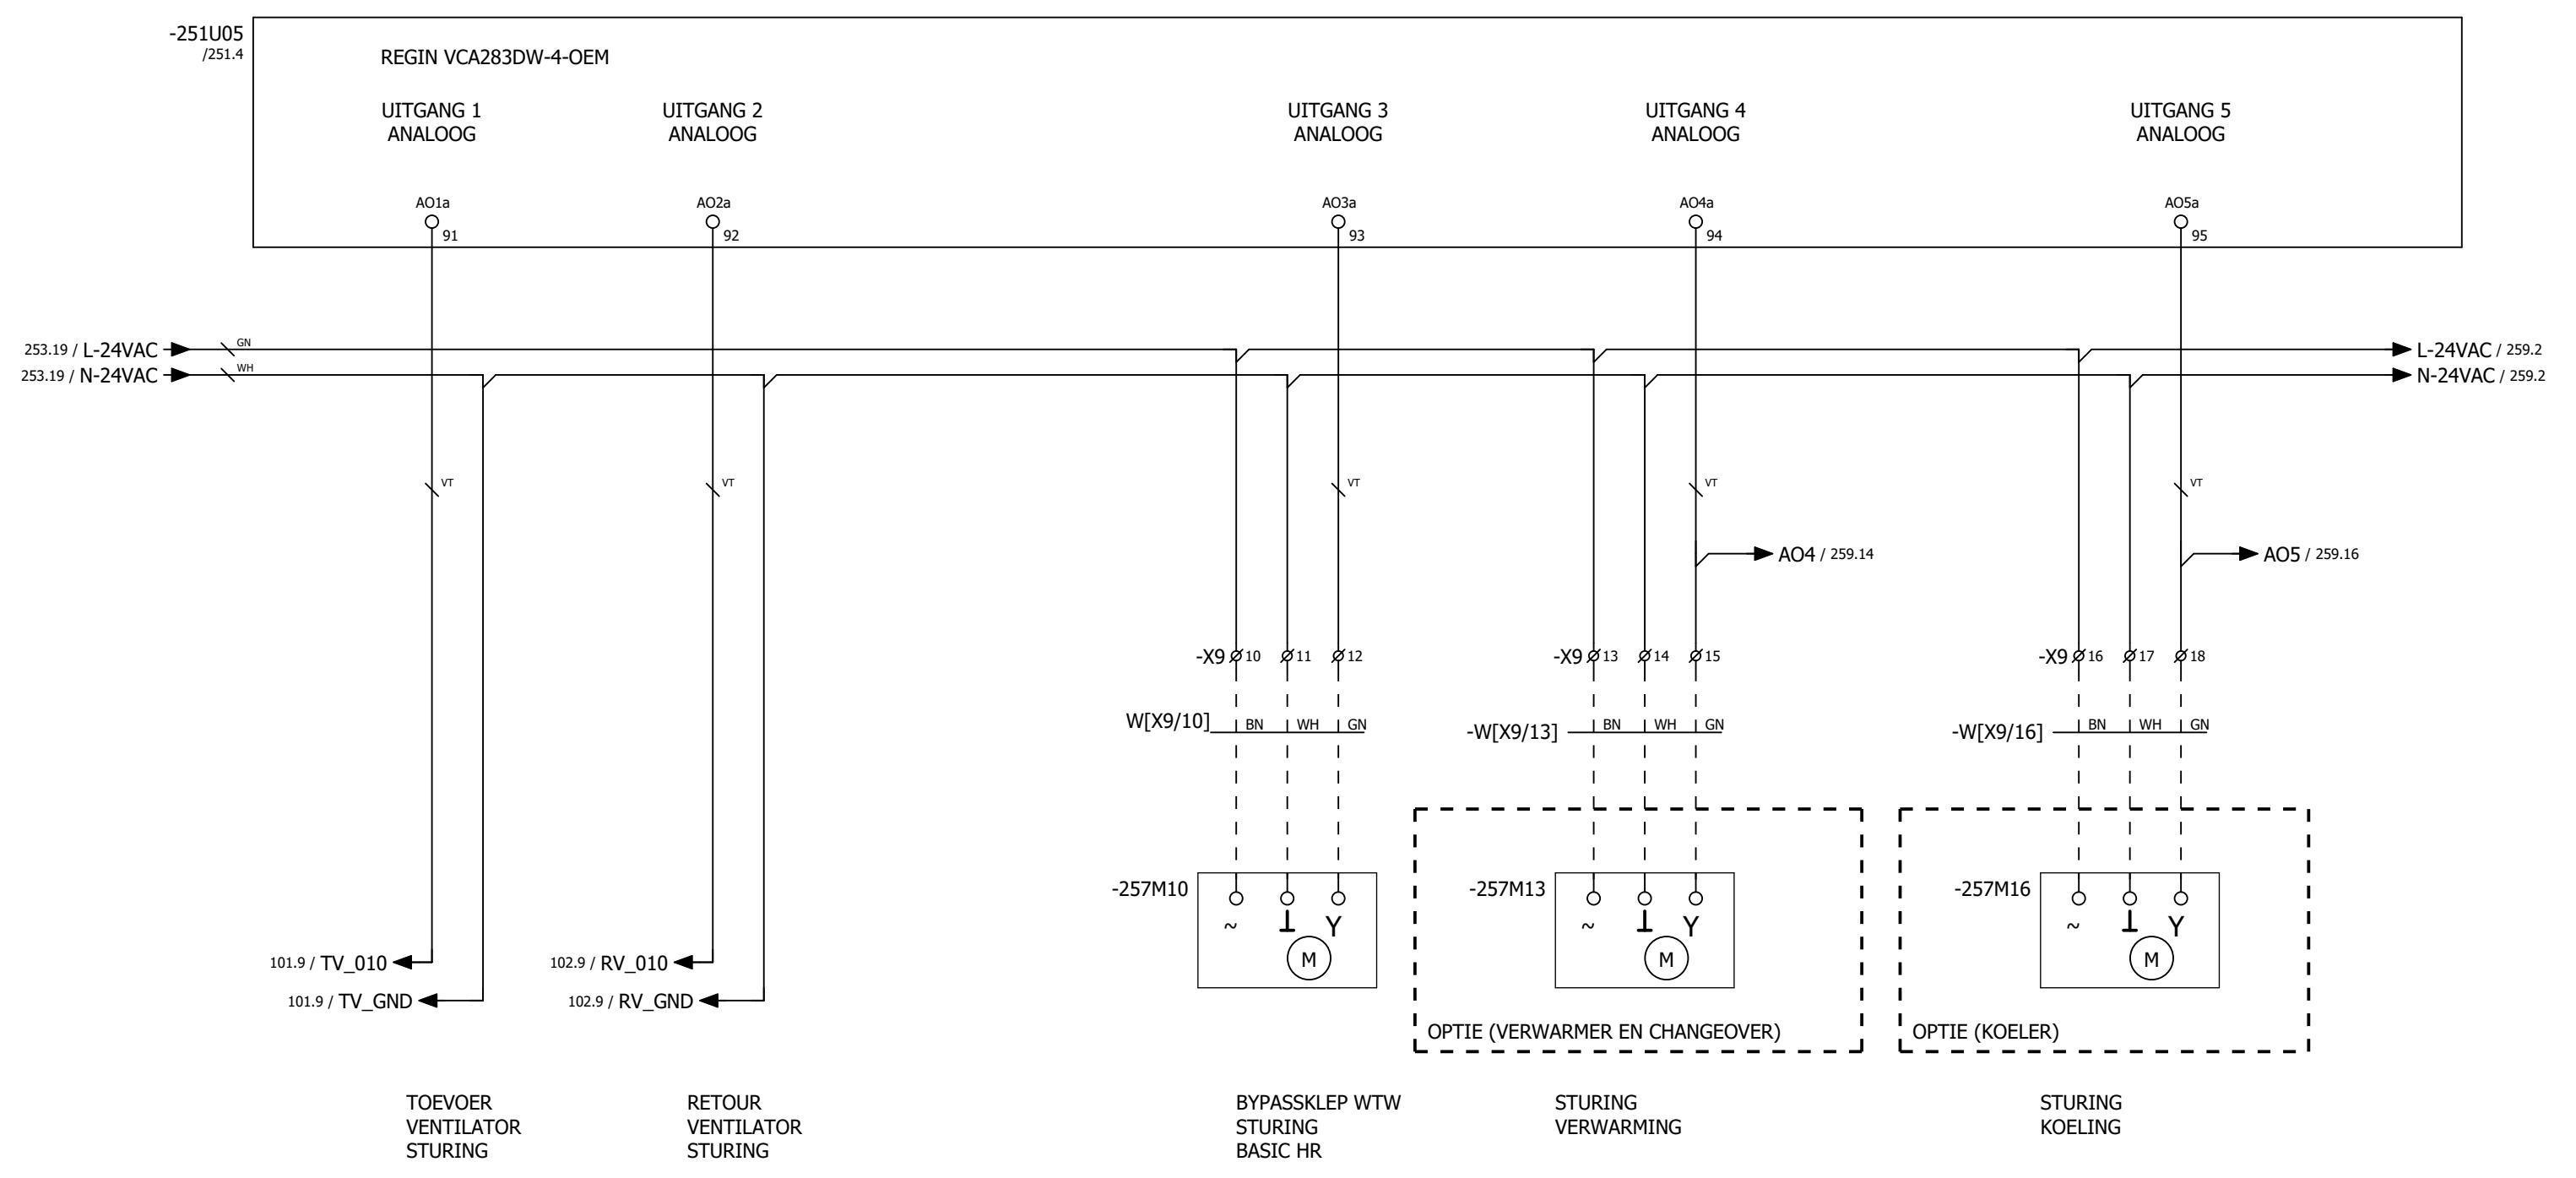 -251U05
/251.4
REGIN VCA283DW-4-OEM
UITGANG 1
ANALOOG
UITGANG 2
ANALOOG
UITGANG 3
ANALOOG
UITGANG 4
ANALOOG
UITGANG 5
ANALOOG
AO1a
91
AO2a
92
AO3a
93
AO4a
94
AO5a
95
253.19 / L-24VAC
GN
L-24VAC / 259.2
253.19 / N-24VAC
WH
N-24VAC / 259.2
VT
VT
VT
VT
VT
AO4 / 259.14
AO5 / 259.16
-X9 10 11 12
-X9 13 14 15
-X9 16 17 18
W[X9/10] BN WH GN
-W[X9/13] BN WH GN
-W[X9/16] BN WH GN
-257M10
~ Y
M
-257M13
~ Y
M
-257M16
~ Y
M
101.9 / TV_010
101.9 / TV_GND
102.9 / RV_010
102.9 / RV_GND
OPTIE (VERWARMER EN CHANGEOVER)
OPTIE (KOELER)
TOEVOER
VENTILATOR
STURING
RETOUR
VENTILATOR
STURING
BYPASSKLEP WTW
STURING
BASIC HR
STURING
VERWARMING
STURING
KOELING